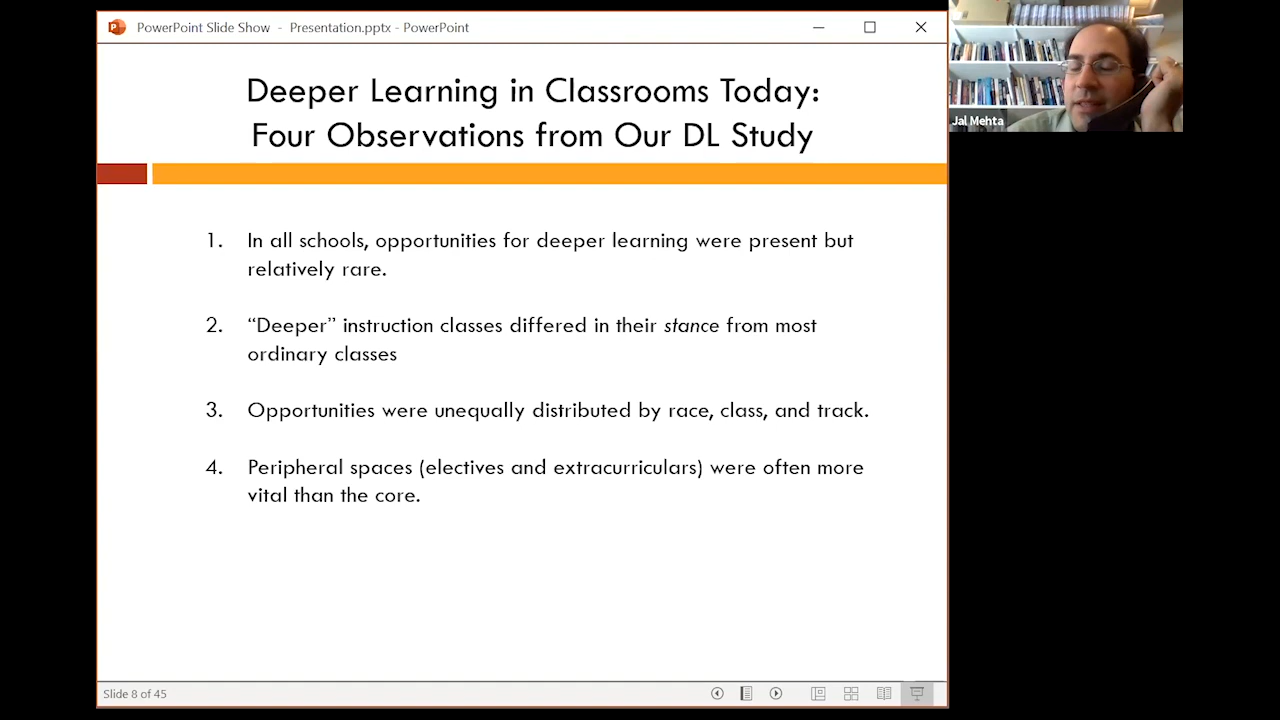 PowerPoint Slide Show - Presentation.pptx - PowerPoint
Jal Mehta
Deeper Learning in Classrooms Today:
Four Observations from Our DL Study
1. In all schools, opportunities for deeper learning were present but
relatively rare.
2. “Deeper” instruction classes differed in their stance from most
ordinary classes
3. Opportunities were unequally distributed by race, class, and track.
4. Peripheral spaces (electives and extracurriculars) were often more
vital than the core.
Slide 8 of 45